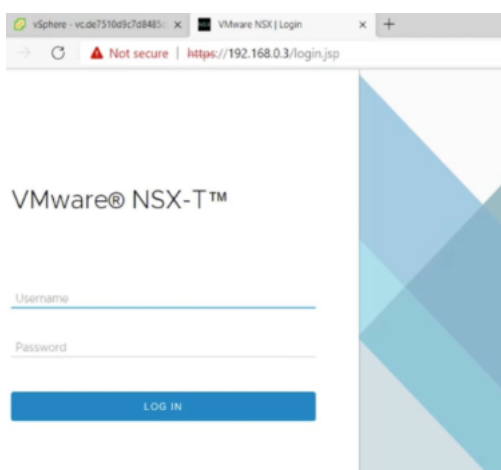 vSphere - vc.de7510d9c7d8485c
VMware NSX | Login
Not secure | https://192.168.0.3/login.jsp
VMware® NSX-T™
Username
Password
LOG IN